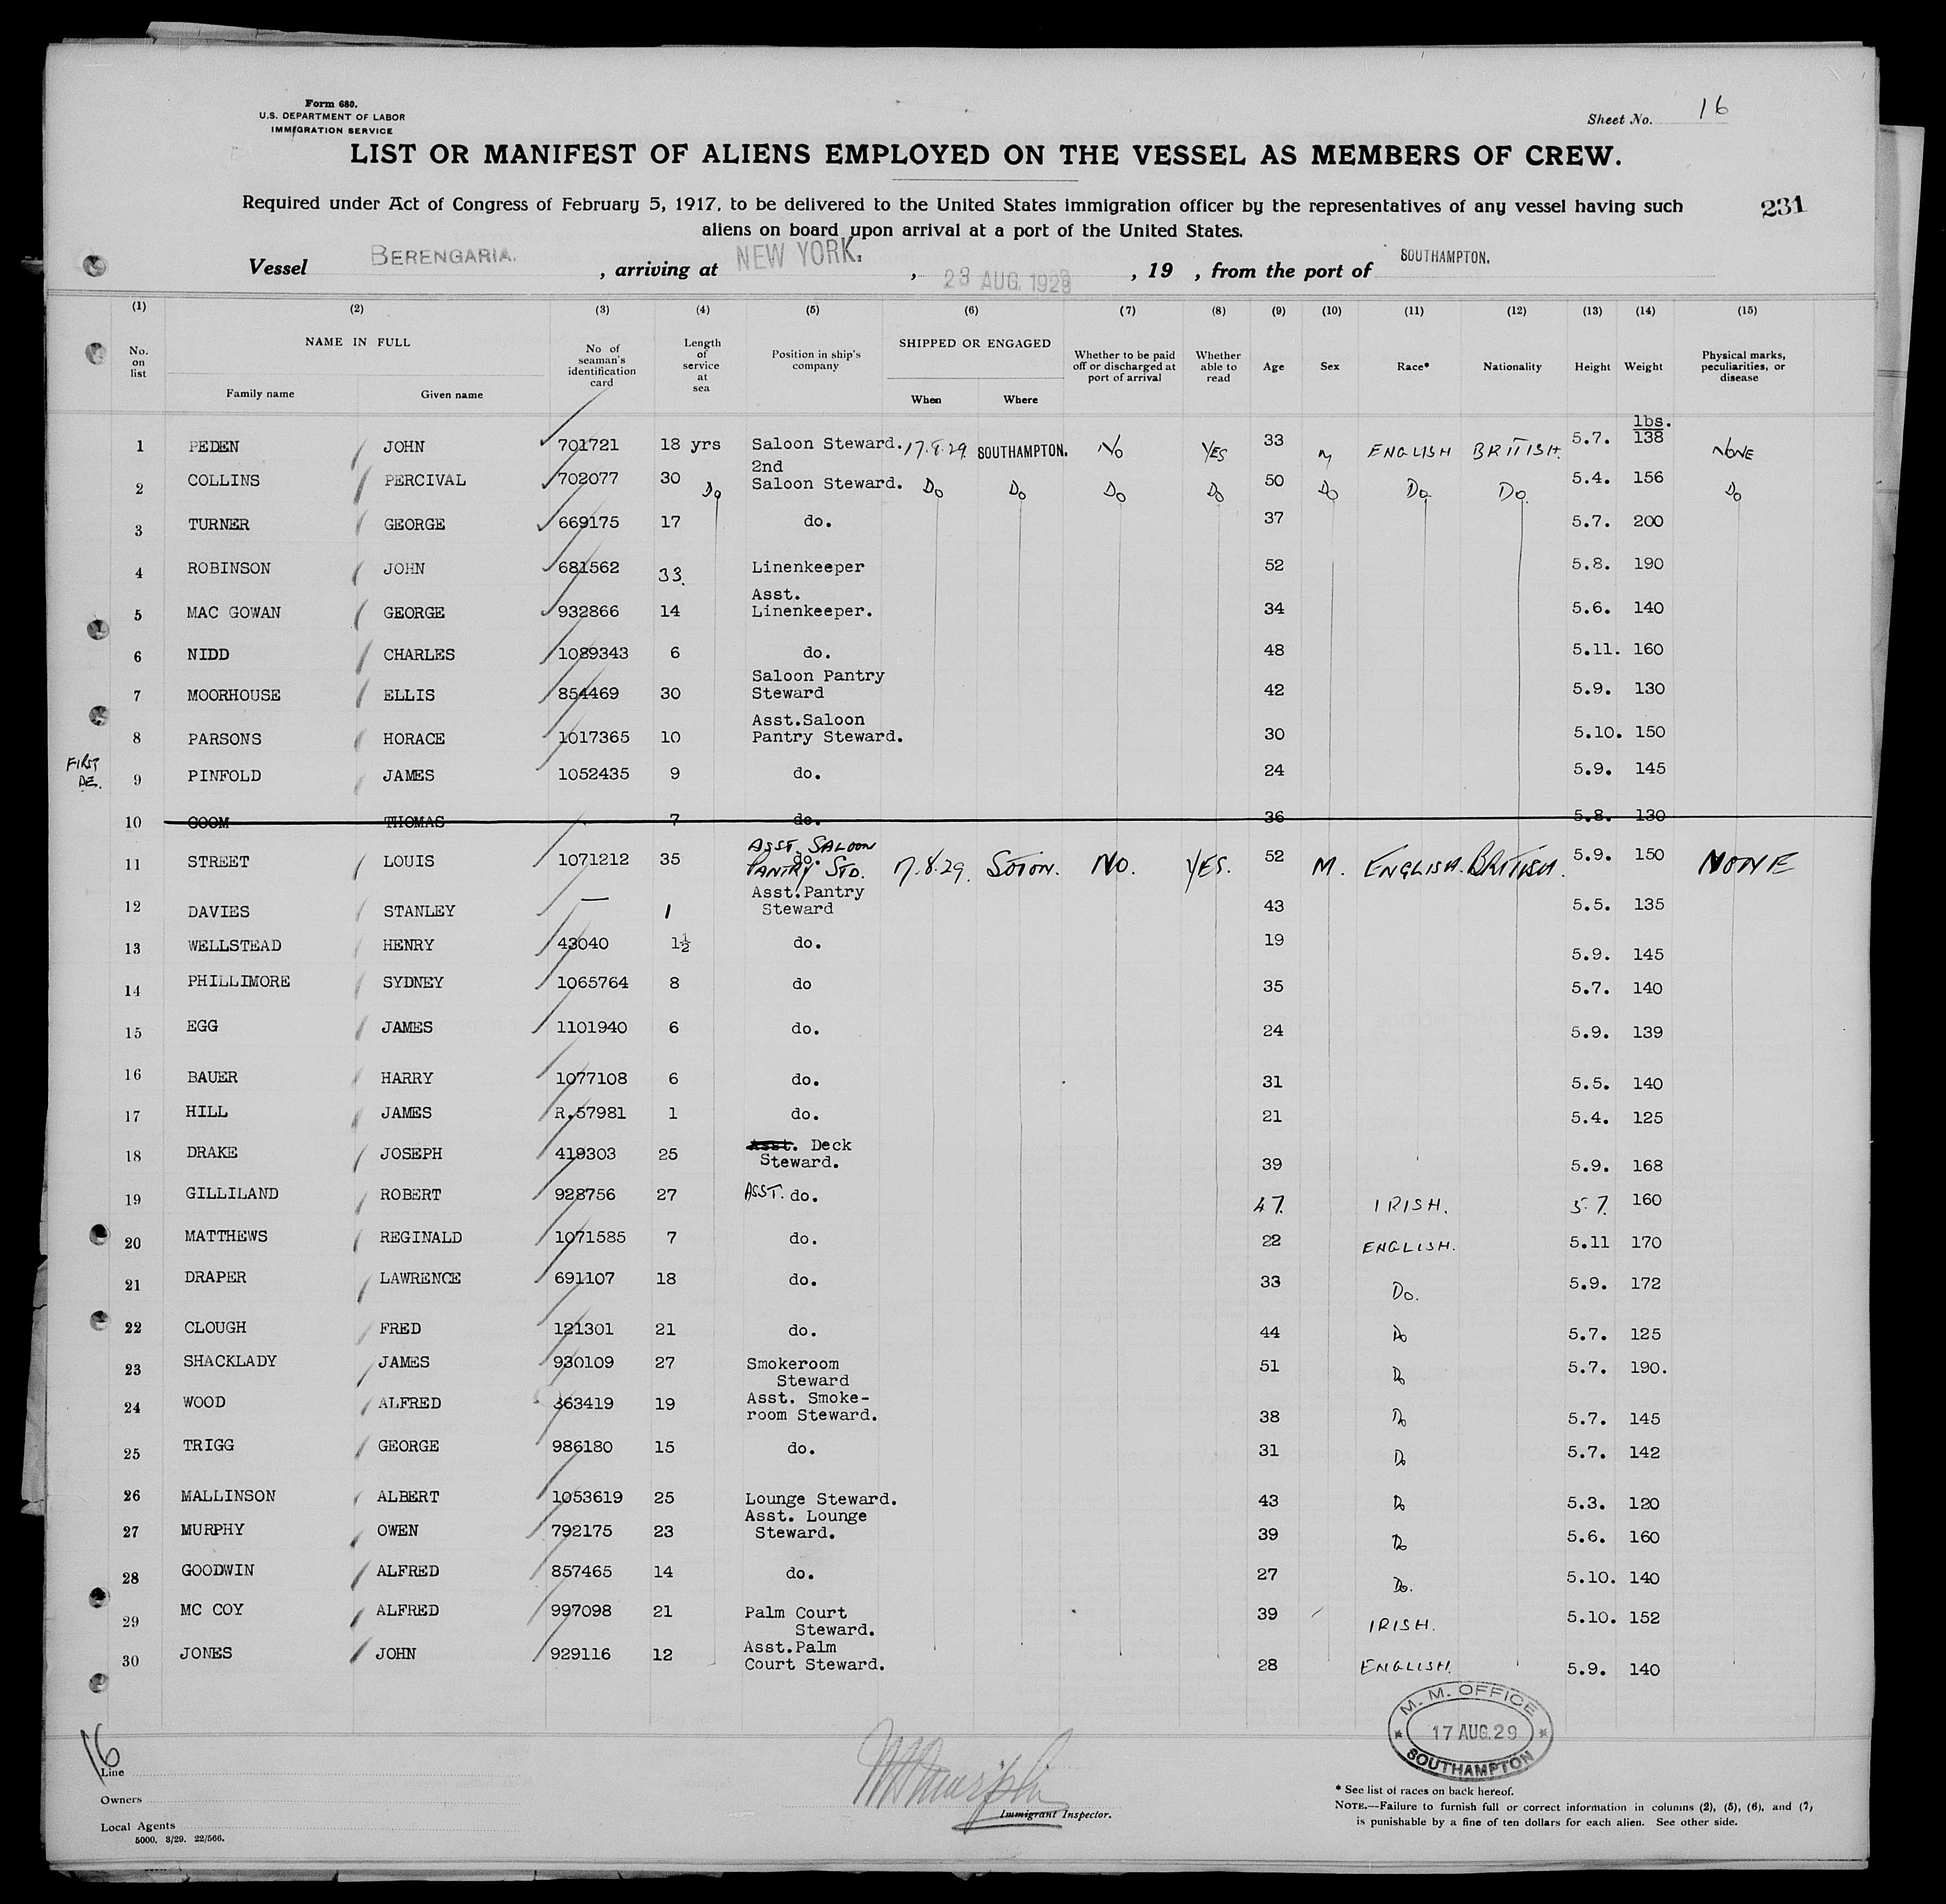 Form 680.
U.S. DEPARTMENT OF LABOR
IMMIGRATION SERVICE
Sheet No. 16
LIST OR MANIFEST OF ALIENS EMPLOYED ON THE VESSEL AS MEMBERS OF CREW.
Required under Act of Congress of February 5, 1917, to be delivered to the United States immigration officer by the representatives of any vessel having such
aliens on board upon arrival at a port of the United States.
231
Vessel BERENGARIA. , arriving at NEW YORK. , 23 AUG. 1929 , 19 , from the port of SOUTHAMPTON.
(1) (2) (3) (4) (5) (6) (7) (8) (9) (10) (11) (12) (13) (14) (15)
No. on list NAME IN FULL Family name Given name No of seaman's identification card Length of service at sea Position in ship's company SHIPPED OR ENGAGED When Where Whether to be paid off or discharged at port of arrival Whether able to read Age Sex Race* Nationality Height Weight Physical marks, peculiarities, or disease
lbs.
1 PEDEN JOHN 701721 18 yrs Saloon Steward. 17.8.29. SOUTHAMPTON. No YES 33 M ENGLISH BRITISH. 5.7. 138 NONE
2 COLLINS PERCIVAL 702077 30 Do 2nd Saloon Steward. Do Do Do Do 50 Do Do. Do. 5.4. 156 Do
3 TURNER GEORGE 669175 17 do. 37 5.7. 200
4 ROBINSON JOHN 681562 33. Linenkeeper 52 5.8. 190
5 MAC GOWAN GEORGE 932866 14 Asst. Linenkeeper. 34 5.6. 140
6 NIDD CHARLES 1089343 6 do. 48 5.11. 160
7 MOORHOUSE ELLIS 854469 30 Saloon Pantry Steward 42 5.9. 130
8 PARSONS HORACE 1017365 10 Asst.Saloon Pantry Steward. 30 5.10. 150
FIRST
9 PINFOLD JAMES 1052435 9 do. 24 5.9. 145
10 COOM THOMAS 7 do. 36 5.8. 130
11 STREET LOUIS 1071212 35 do. ASST. SALOON PANTRY STD. 17.8.29. SOTON. NO. YES. 52 M. ENGLISH. BRITISH. 5.9. 150 NONE
12 DAVIES STANLEY — 1 Asst.Pantry Steward 43 5.5. 135
13 WELLSTEAD HENRY 43040 1½ do. 19 5.9. 145
14 PHILLIMORE SYDNEY 1065764 8 do 35 5.7. 140
15 EGG JAMES 1101940 6 do. 24 5.9. 139
16 BAUER HARRY 1077108 6 do. 31 5.5. 140
17 HILL JAMES R.57981 1 do. 21 5.4. 125
18 DRAKE JOSEPH 419303 25 Asst. Deck Steward. 39 5.9. 168
19 GILLILAND ROBERT 928756 27 ASST. do. 47. IRISH. 5.7. 160
20 MATTHEWS REGINALD 1071585 7 do. 22 ENGLISH. 5.11 170
21 DRAPER LAWRENCE 691107 18 do. 33 Do. 5.9. 172
22 CLOUGH FRED 121301 21 do. 44 Do 5.7. 125
23 SHACKLADY JAMES 930109 27 Smokeroom Steward 51 Do 5.7. 190.
24 WOOD ALFRED 363419 19 Asst. Smoke-room Steward. 38 Do 5.7. 145
25 TRIGG GEORGE 986180 15 do. 31 Do 5.7. 142
26 MALLINSON ALBERT 1053619 25 Lounge Steward. 43 Do 5.3. 120
27 MURPHY OWEN 792175 23 Asst. Lounge Steward. 39 Do 5.6. 160
28 GOODWIN ALFRED 857465 14 do. 27 Do. 5.10. 140
29 MC COY ALFRED 997098 21 Palm Court Steward. 39 IRISH. 5.10. 152
30 JONES JOHN 929116 12 Asst.Palm Court Steward. 28 ENGLISH. 5.9. 140
M. M. OFFICE
17 AUG. 29
SOUTHAMPTON
16
Line
Owners
Local Agents
5000. 3/29. 22/566.
Immigrant Inspector.
* See list of races on back hereof.
NOTE.—Failure to furnish full or correct information in columns (2), (5), (6), and (7),
is punishable by a fine of ten dollars for each alien. See other side.